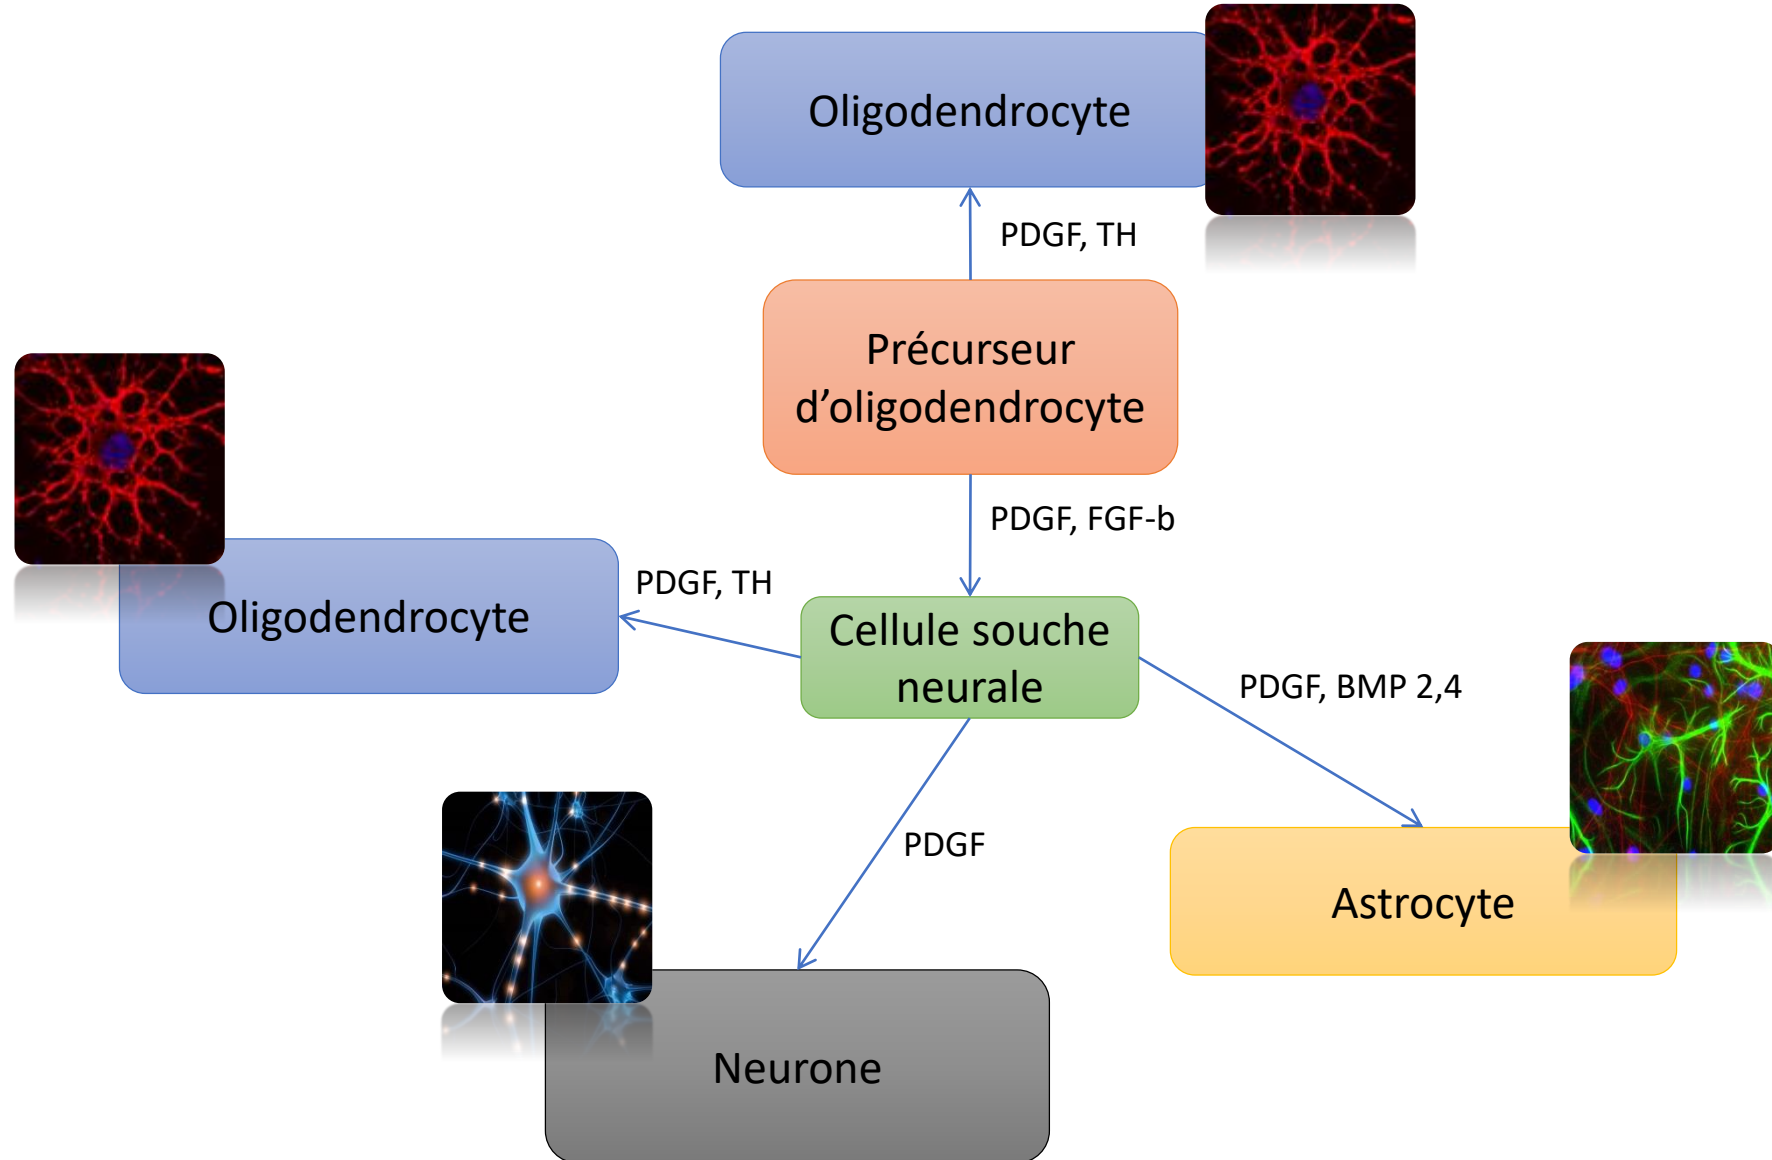 Oligodendrocyte
PDGF, TH
Précurseur
d’oligodendrocyte
PDGF, FGF-b
PDGF, TH
Oligodendrocyte
Cellule souche
neurale
PDGF, BMP 2,4
PDGF
Astrocyte
Neurone